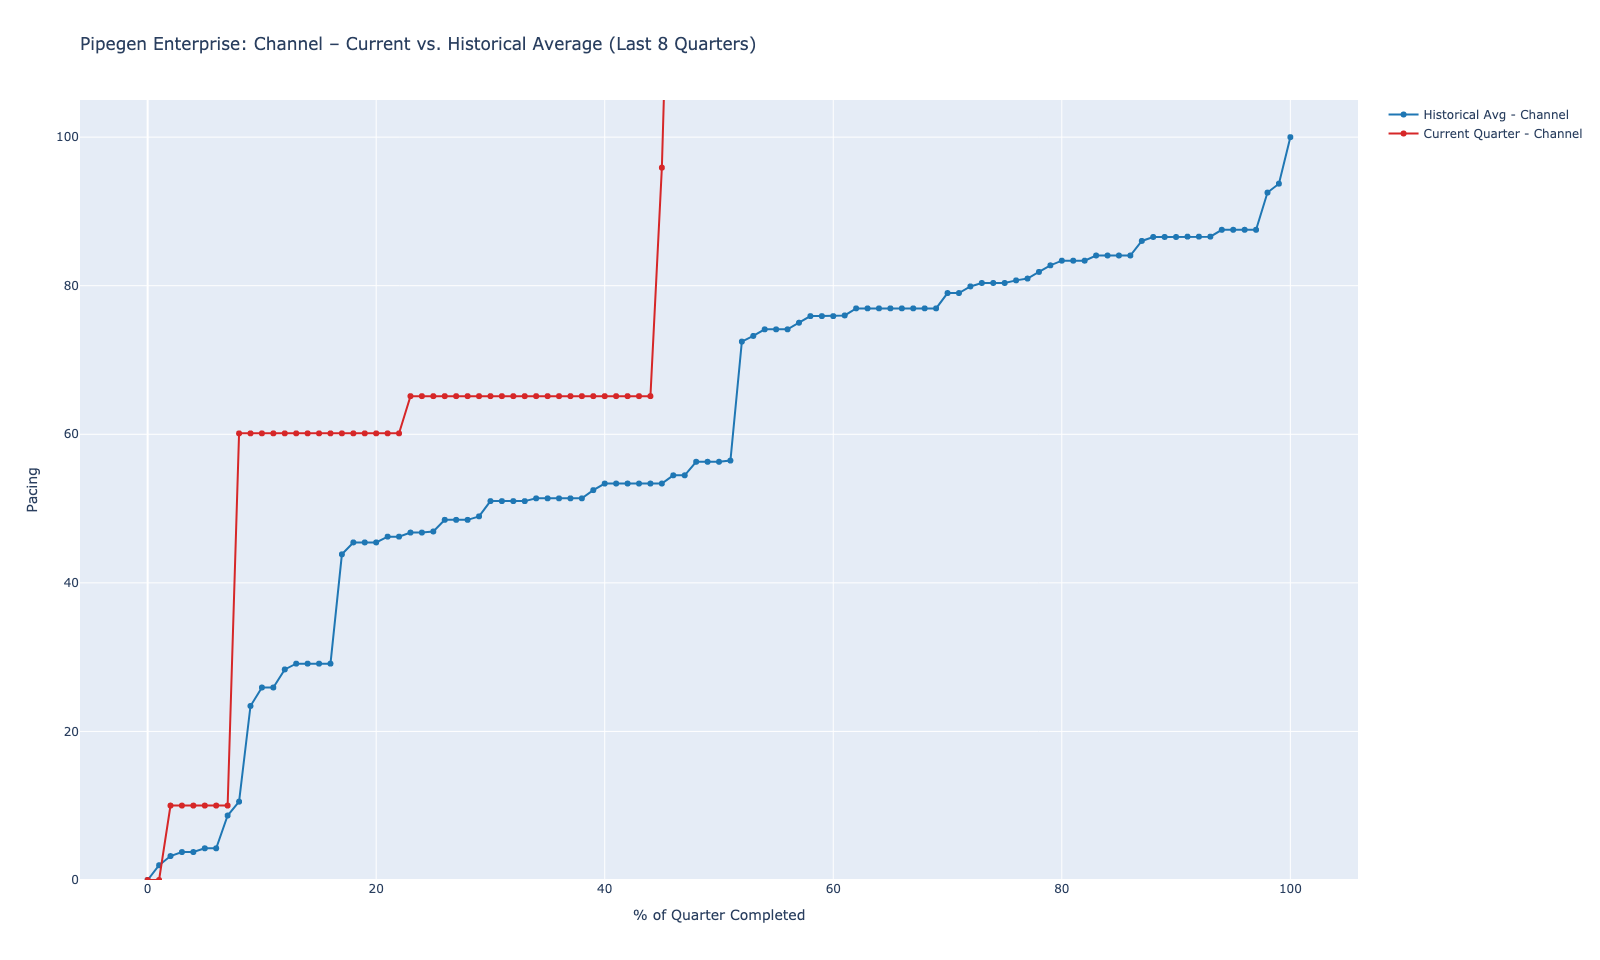 Pipegen Enterprise: Channel – Current vs. Historical Average (Last 8 Quarters)
Historical Avg - Channel
Current Quarter - Channel
100
80
60
40
20
0
Pacing
0
20
40
60
80
100
% of Quarter Completed